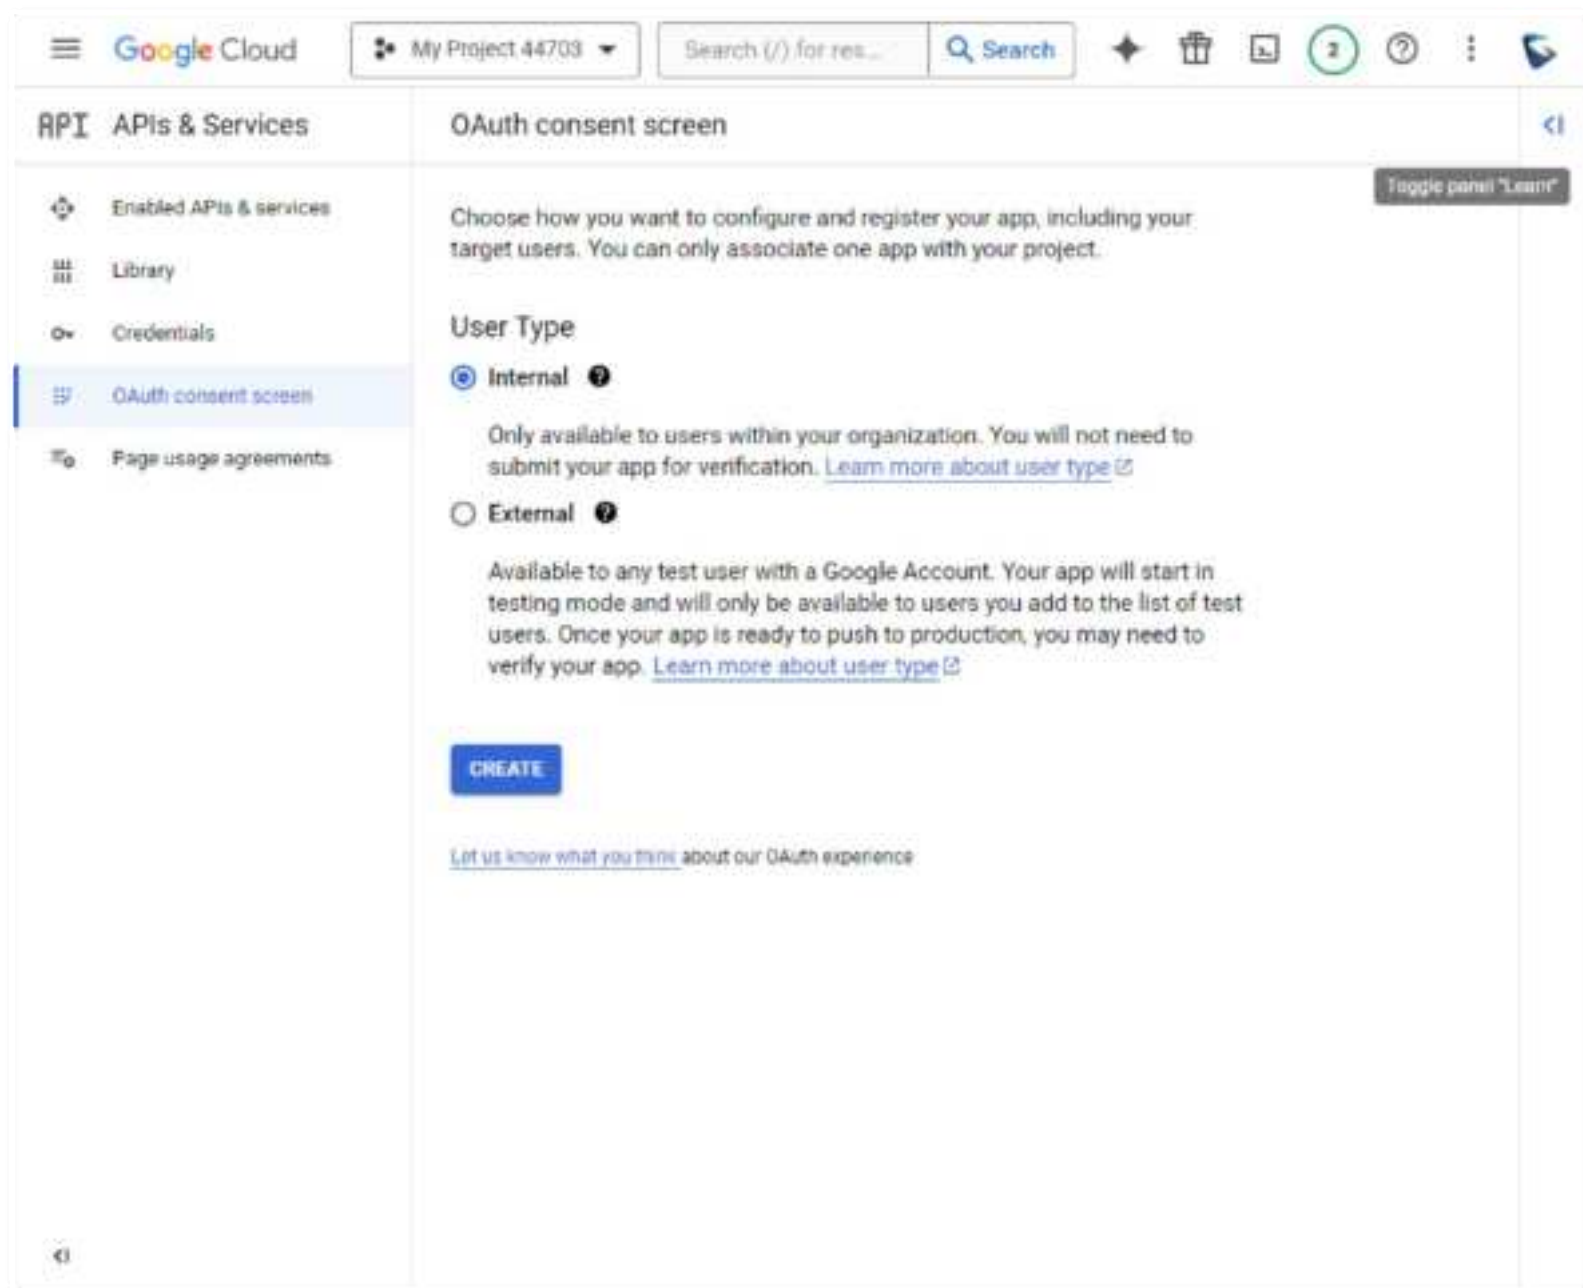 Google Cloud
My Project 44703
Search (/) for res...
Search
2
API APIs & Services
OAuth consent screen
Toggle panel "Learn"
Enabled APIs & services
Library
Credentials
OAuth consent screen
Page usage agreements
Choose how you want to configure and register your app, including your
target users. You can only associate one app with your project.
User Type
Internal
Only available to users within your organization. You will not need to
submit your app for verification. Learn more about user type
External
Available to any test user with a Google Account. Your app will start in
testing mode and will only be available to users you add to the list of test
users. Once your app is ready to push to production, you may need to
verify your app. Learn more about user type
CREATE
Let us know what you think about our OAuth experience